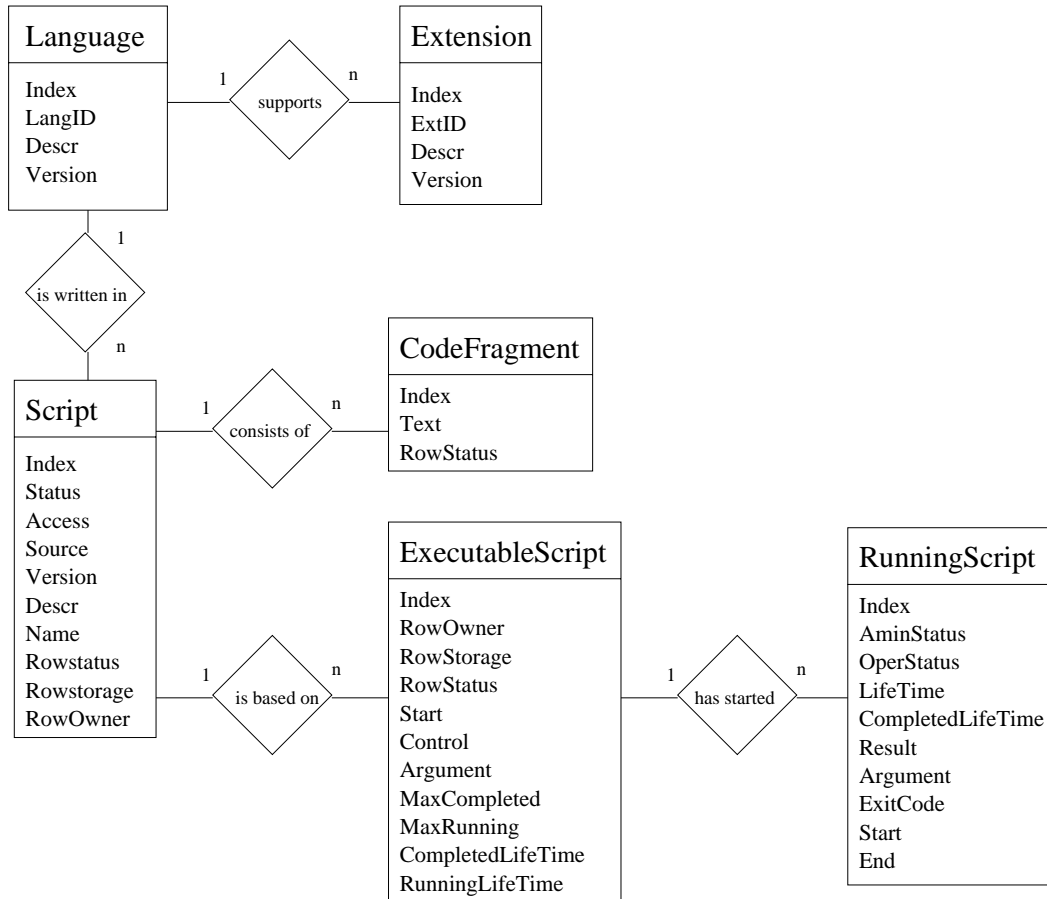 Language
Index
LangID
Descr
Version
1
supports
n
Extension
Index
ExtID
Descr
Version
1
is written in
n
Script
Index
Status
Access
Source
Version
Descr
Name
Rowstatus
Rowstorage
RowOwner
1
consists of
n
CodeFragment
Index
Text
RowStatus
1
is based on
n
ExecutableScript
Index
RowOwner
RowStorage
RowStatus
Start
Control
Argument
MaxCompleted
MaxRunning
CompletedLifeTime
RunningLifeTime
1
has started
n
RunningScript
Index
AminStatus
OperStatus
LifeTime
CompletedLifeTime
Result
Argument
ExitCode
Start
End